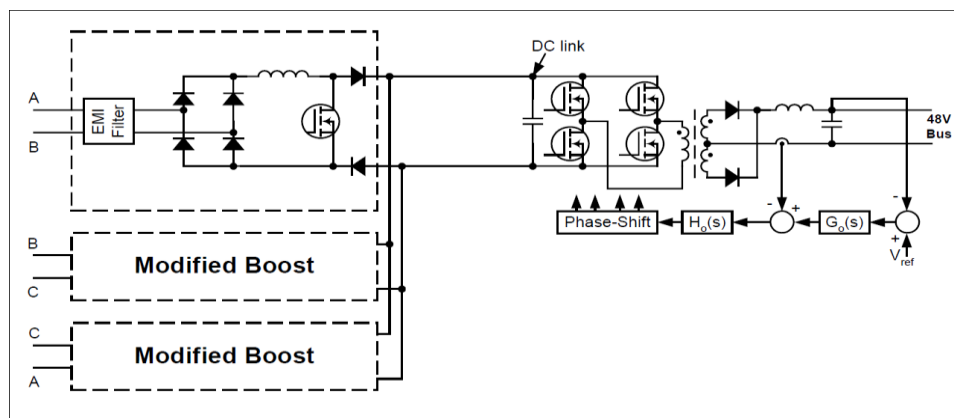 DC link
A
EMI
Filter
B
48V
Bus
-
-
+
Phase-Shift
Ho(s)
Go(s)
+
Vref
B
Modified Boost
C
C
Modified Boost
A